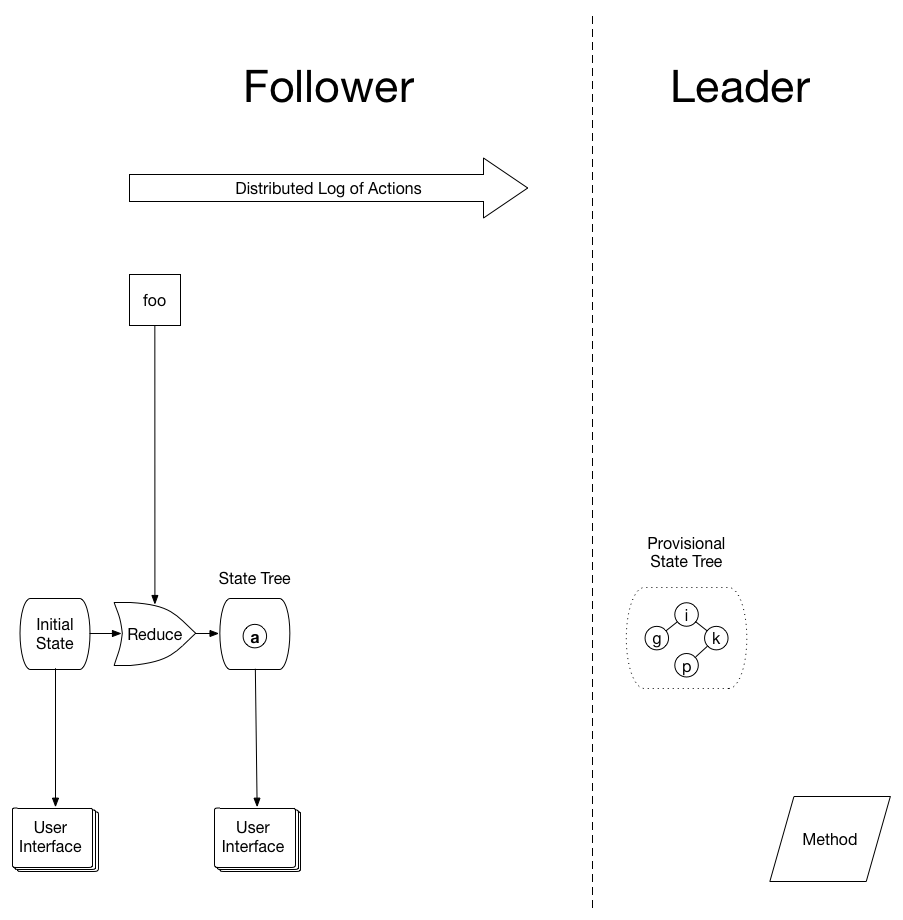 Follower
Leader
Distributed Log of Actions
foo
Provisional
State Tree
State Tree
Initial
State
Reduce
a
i
g
k
p
User
Interface
User
Interface
Method